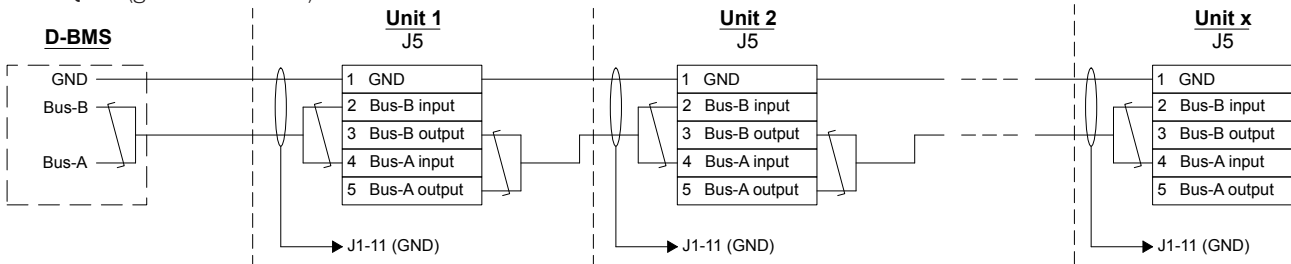 Unit 1
J5
Unit 2
J5
Unit x
J5
D-BMS
GND
Bus-B
Bus-A
1 GND
2 Bus-B input
3 Bus-B output
4 Bus-A input
5 Bus-A output
J1-11 (GND)
1 GND
2 Bus-B input
3 Bus-B output
4 Bus-A input
5 Bus-A output
J1-11 (GND)
1 GND
2 Bus-B input
3 Bus-B output
4 Bus-A input
5 Bus-A output
J1-11 (GND)